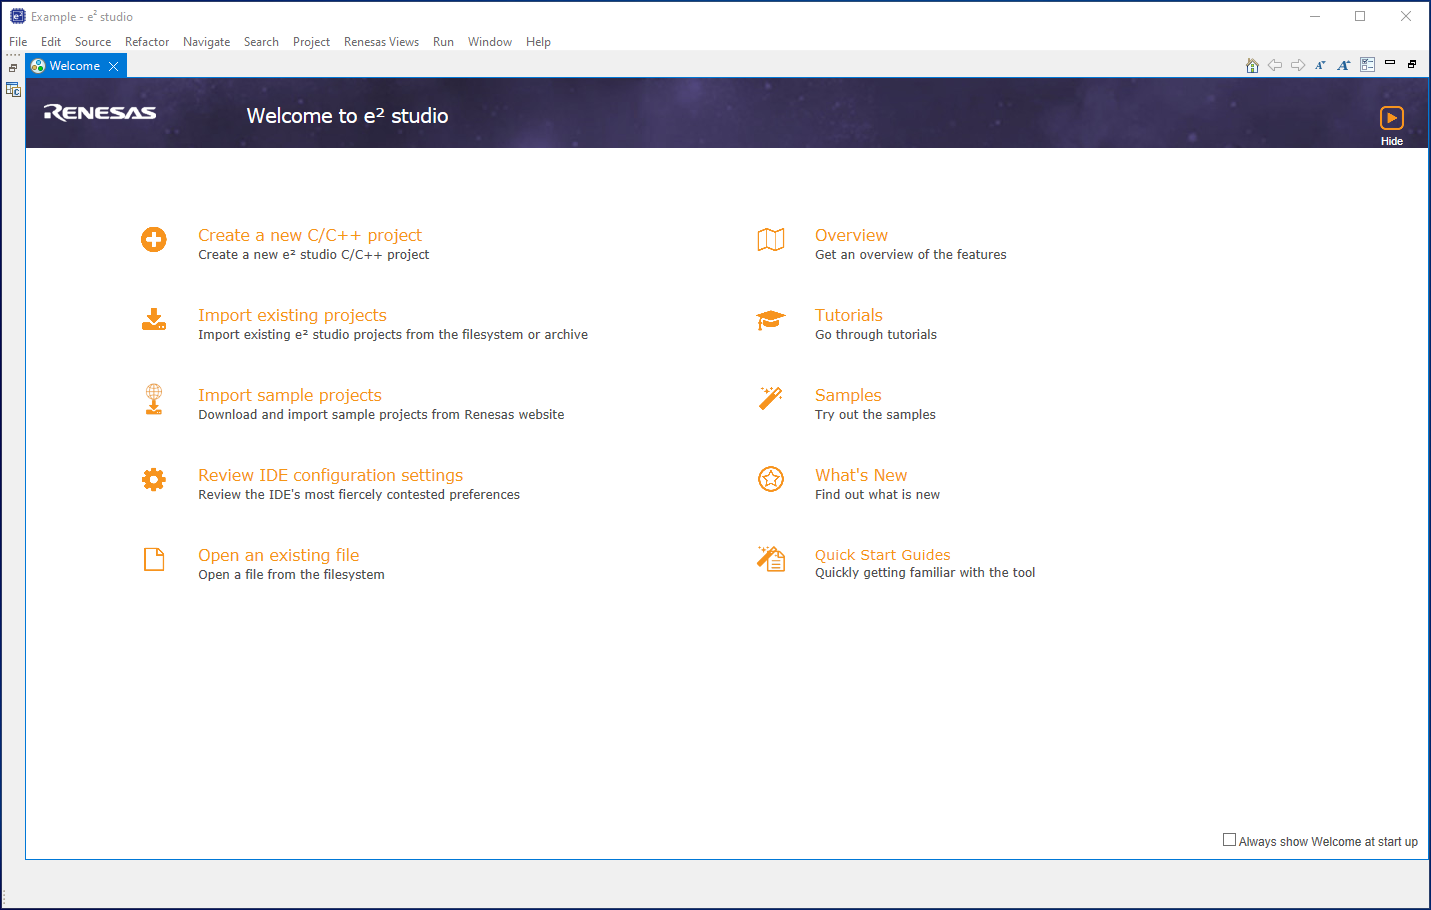 Example - e² studio
File Edit Source Refactor Navigate Search Project Renesas Views Run Window Help
Welcome
RENESAS
Welcome to e² studio
Hide
Create a new C/C++ project
Create a new e² studio C/C++ project
Import existing projects
Import existing e² studio projects from the filesystem or archive
Import sample projects
Download and import sample projects from Renesas website
Review IDE configuration settings
Review the IDE's most fiercely contested preferences
Open an existing file
Open a file from the filesystem
Overview
Get an overview of the features
Tutorials
Go through tutorials
Samples
Try out the samples
What's New
Find out what is new
Quick Start Guides
Quickly getting familiar with the tool
Always show Welcome at start up